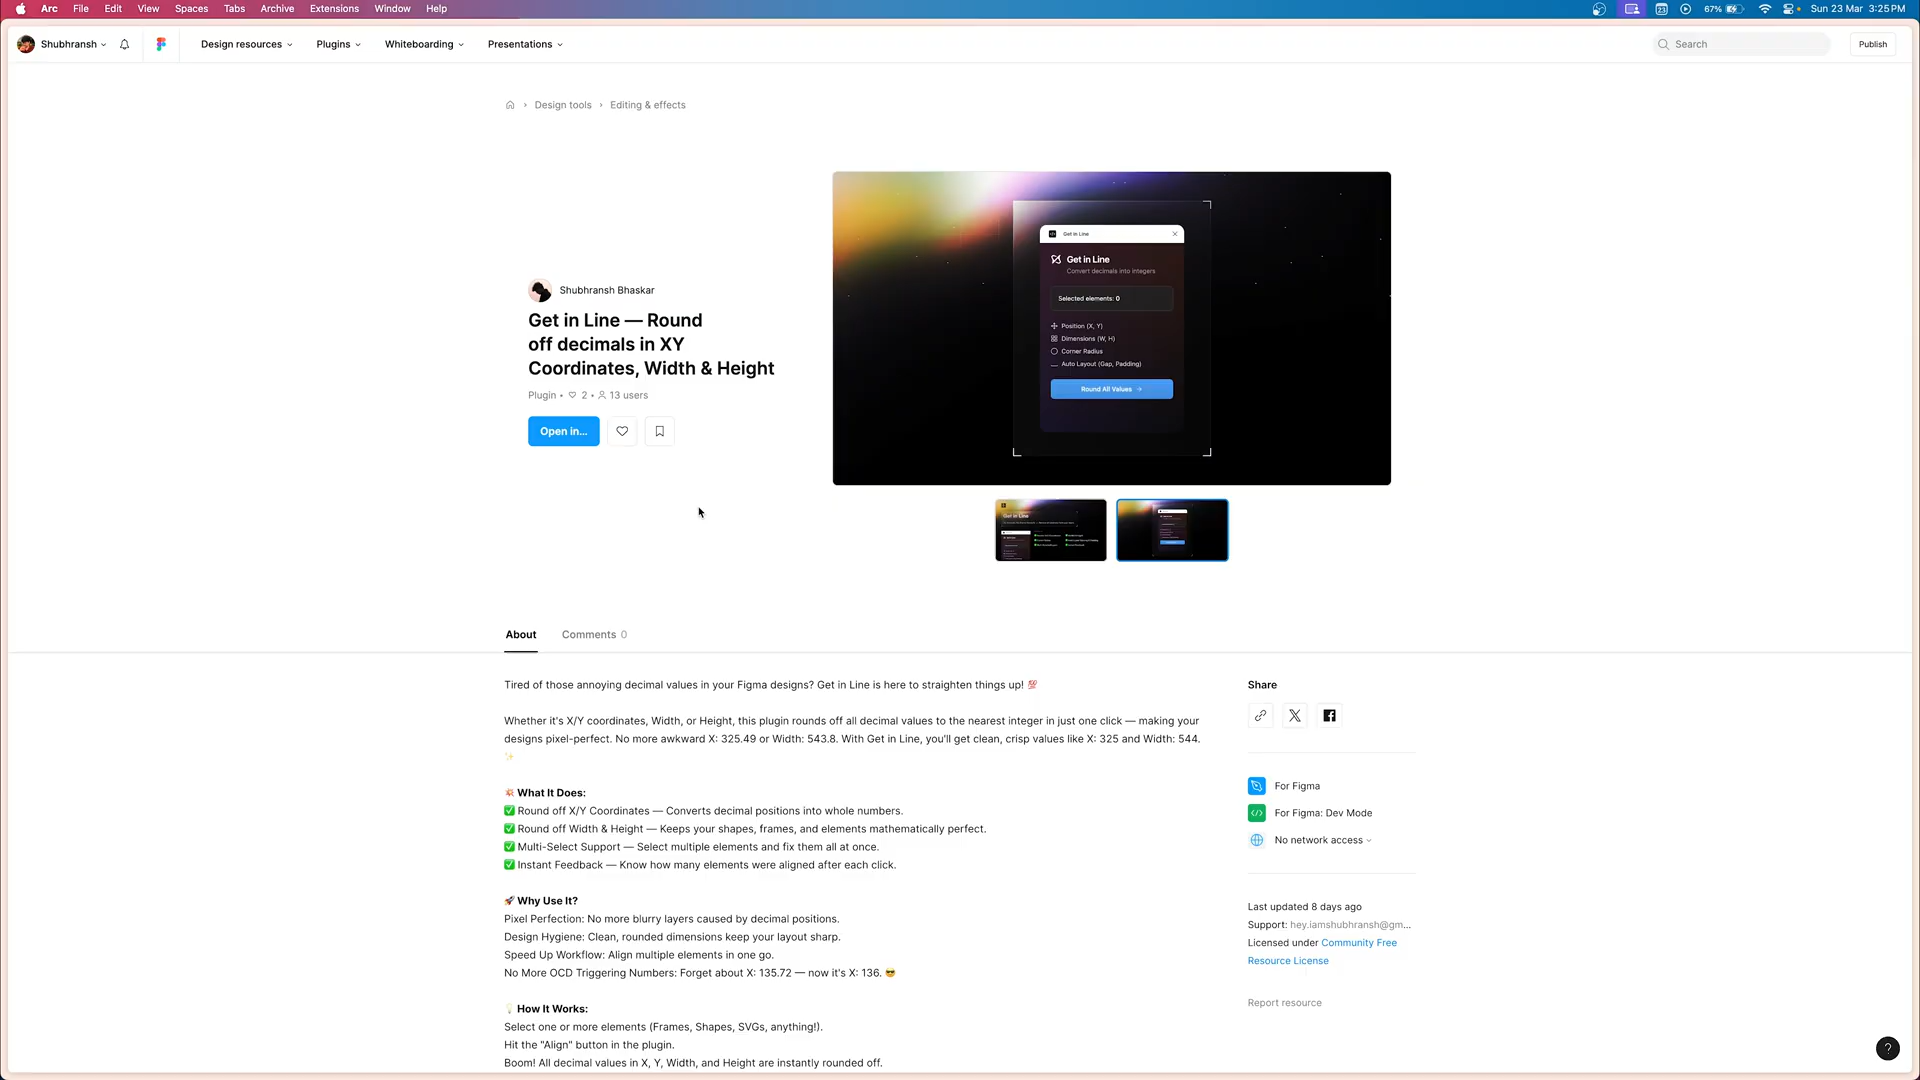 Arc File Edit View Spaces Tabs Archive Extensions Window Help
23 67% Sun 23 Mar 3:25 PM
Shubhransh Design resources Plugins Whiteboarding Presentations Search Publish
Design tools › Editing & effects
Get in Line
Get in Line
Convert decimals into integers
Selected elements: 0
Position (X, Y)
Dimensions (W, H)
Corner Radius
Auto Layout (Gap, Padding)
Round All Values →
Shubhransh Bhaskar
Get in Line — Round
off decimals in XY
Coordinates, Width & Height
Plugin • 2 • 13 users
Open in...
Get in Line
About Comments 0
Tired of those annoying decimal values in your Figma designs? Get in Line is here to straighten things up! 💯
Whether it's X/Y coordinates, Width, or Height, this plugin rounds off all decimal values to the nearest integer in just one click — making your
designs pixel-perfect. No more awkward X: 325.49 or Width: 543.8. With Get in Line, you'll get clean, crisp values like X: 325 and Width: 544.
✨
💥 What It Does:
✅ Round off X/Y Coordinates — Converts decimal positions into whole numbers.
✅ Round off Width & Height — Keeps your shapes, frames, and elements mathematically perfect.
✅ Multi-Select Support — Select multiple elements and fix them all at once.
✅ Instant Feedback — Know how many elements were aligned after each click.
🚀 Why Use It?
Pixel Perfection: No more blurry layers caused by decimal positions.
Design Hygiene: Clean, rounded dimensions keep your layout sharp.
Speed Up Workflow: Align multiple elements in one go.
No More OCD Triggering Numbers: Forget about X: 135.72 — now it's X: 136. 😎
💡 How It Works:
Select one or more elements (Frames, Shapes, SVGs, anything!).
Hit the "Align" button in the plugin.
Boom! All decimal values in X, Y, Width, and Height are instantly rounded off.
Share
For Figma
For Figma: Dev Mode
No network access
Last updated 8 days ago
Support: hey.iamshubhransh@gm...
Licensed under Community Free
Resource License
Report resource
?